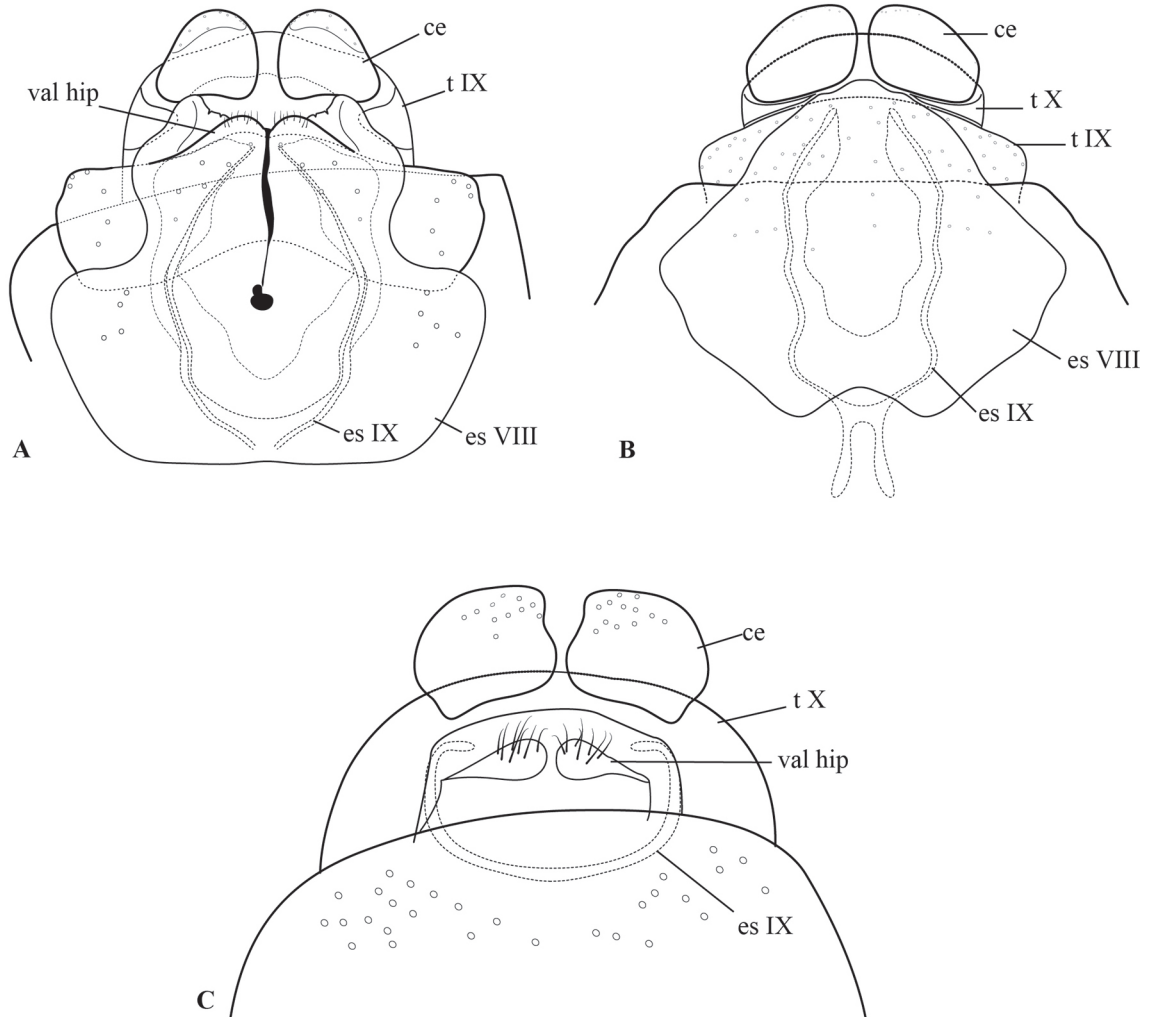 ce
t IX
val hip
es IX
es VIII
A
ce
t X
t IX
es VIII
es IX
B
ce
t X
val hip
es IX
C